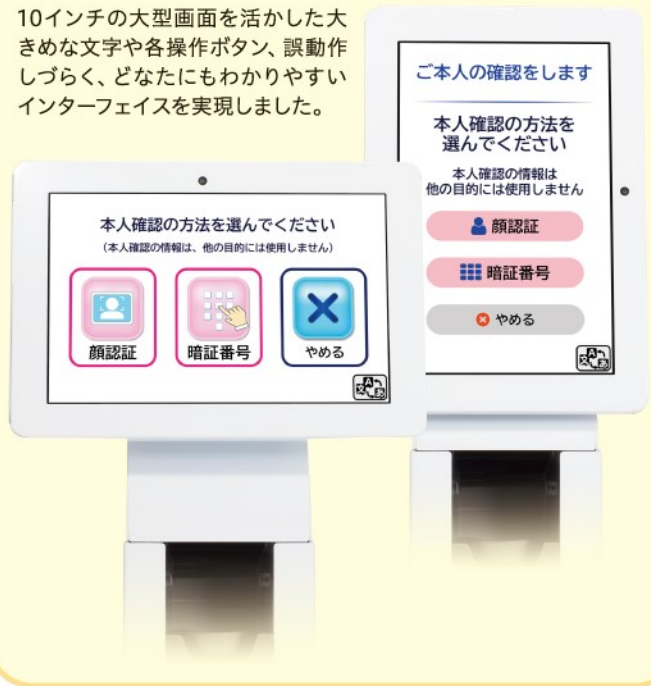 10インチの大型画面を活かした大
きめな文字や各操作ボタン、誤動作
しづらく、どなたにもわかりやすい
インターフェイスを実現しました。
本人確認の方法を選んでください
（本人確認の情報は、他の目的には使用しません）
顔認証
暗証番号
やめる
A
文
あ
ご本人の確認をします
本人確認の方法を
選んでください
本人確認の情報は
他の目的には使用しません
顔認証
暗証番号
やめる
A
文
あ